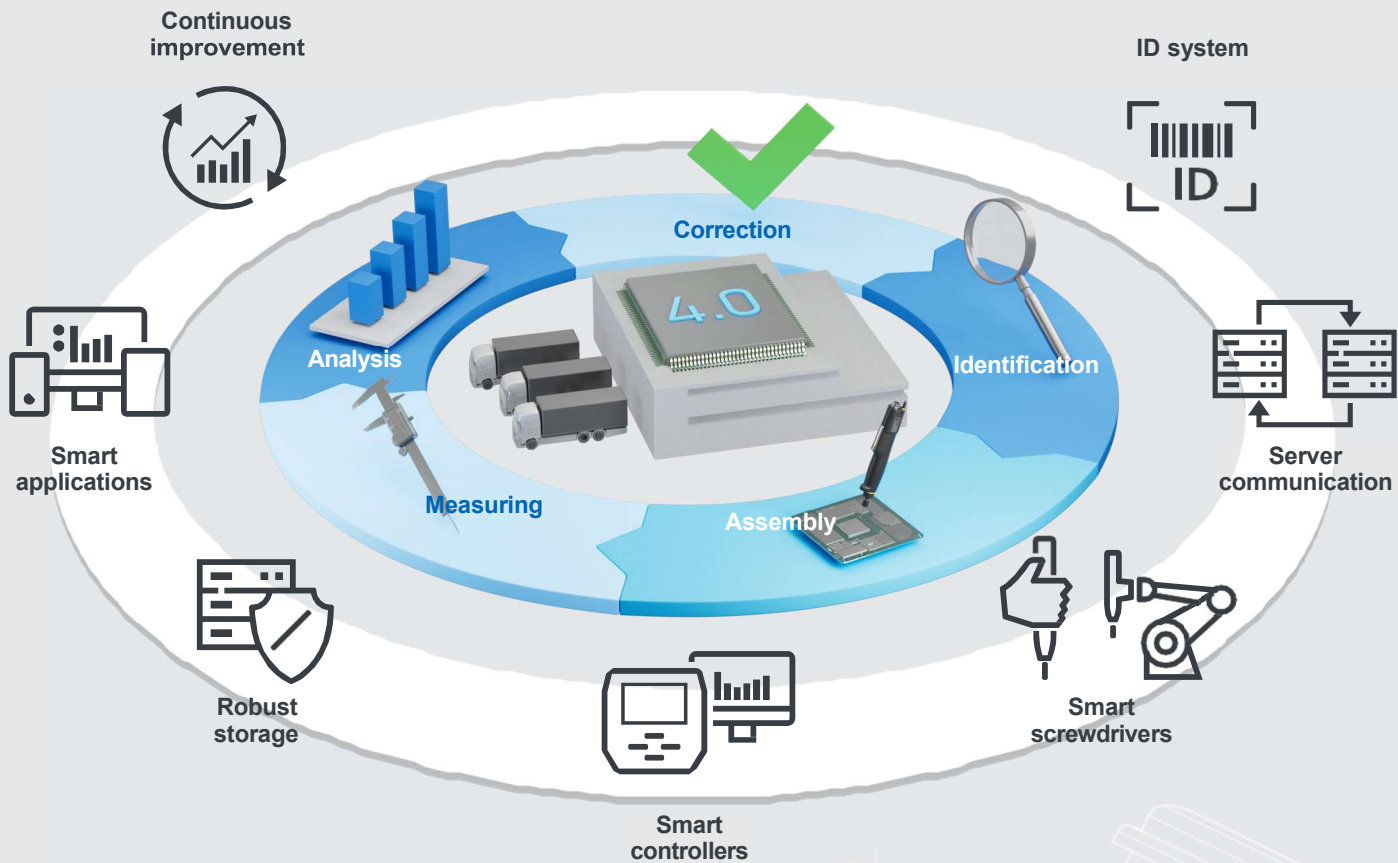 Continuous
improvement
ID system
ID
Correction
4.0
Analysis
Identification
Smart
applications
Server
communication
Measuring
Assembly
Robust
storage
Smart
screwdrivers
Smart
controllers